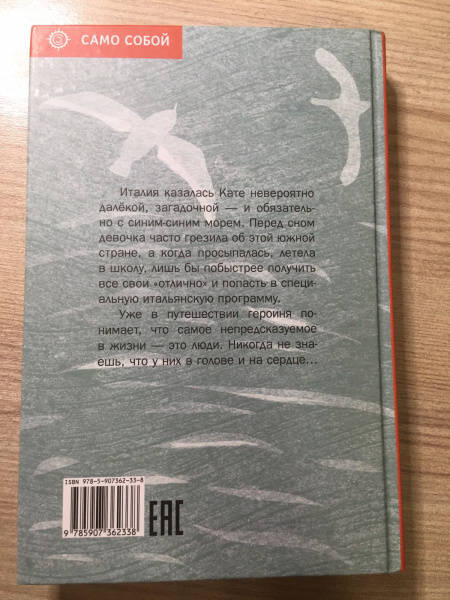 САМО СОБОЙ
Италия казалась Кате невероятно
далёкой, загадочной — и обязатель-
но с синим-синим морем. Перед сном
девочка часто грезила об этой южной
стране, а когда просыпалась, летела
в школу, лишь бы побыстрее получить
все свои «отлично» и попасть в специ-
альную итальянскую программу.
Уже в путешествии героиня по-
нимает, что самое непредсказуемое
в жизни — это люди. Никогда не зна-
ешь, что у них в голове и на сердце...
ISBN 978-5-907362-33-8
9 785907 362338
ЕАС